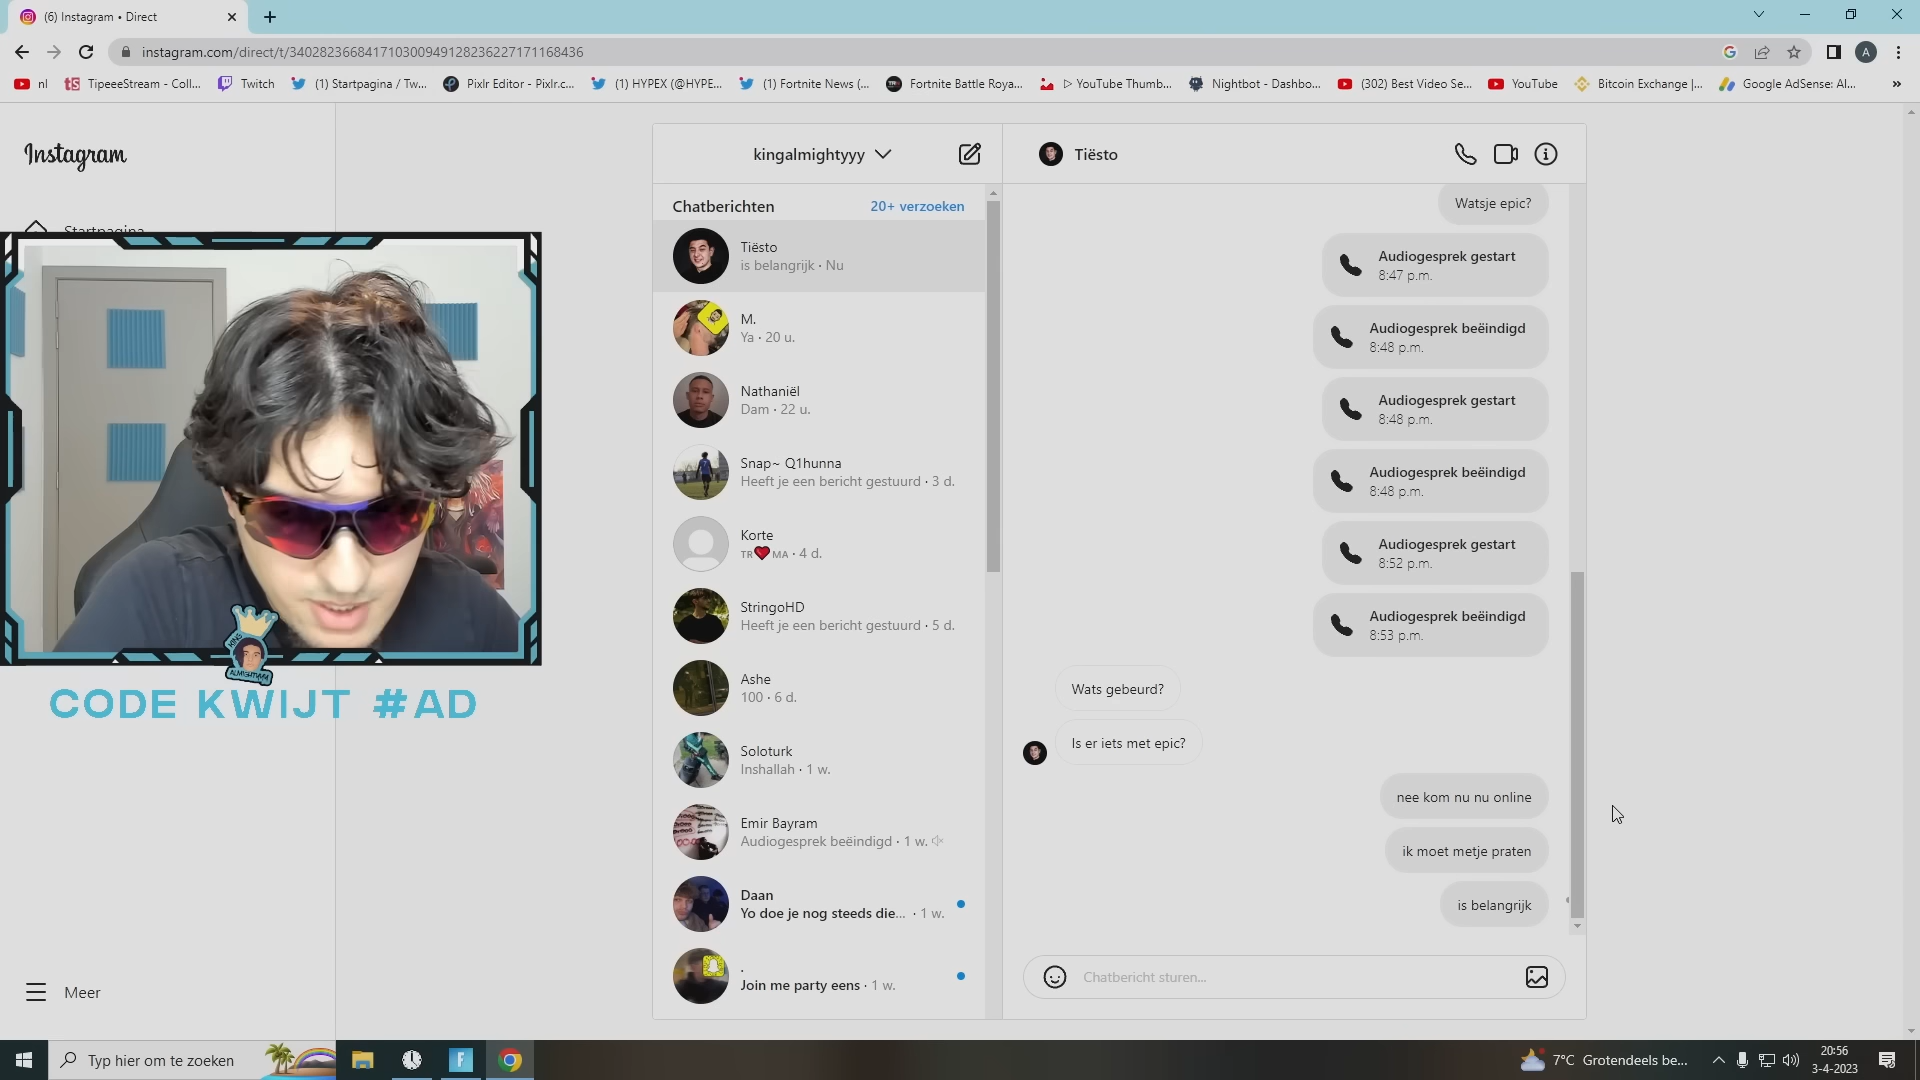 (6) Instagram • Direct
instagram.com/direct/t/340282366841710300949128236227171168436
A
nl
TipeeeStream - Coll...
Twitch
(1) Startpagina / Tw...
Pixlr Editor - Pixlr.c...
(1) HYPEX (@HYPE...
(1) Fortnite News (...
Fortnite Battle Roya...
▷ YouTube Thumb...
Nightbot - Dashbo...
(302) Best Video Se...
YouTube
Bitcoin Exchange |...
Google AdSense: Al...
»
Instagram
Startpagina
Meer
CODE KWIJT #AD
KING
ALMIGHTYYY
kingalmightyyy
Chatberichten
20+ verzoeken
Tiësto
is belangrijk · Nu
M.
Ya · 20 u.
Nathaniël
Dam · 22 u.
Snap~ Q1hunna
Heeft je een bericht gestuurd · 3 d.
Korte
TR❤️MA · 4 d.
StringoHD
Heeft je een bericht gestuurd · 5 d.
Ashe
100 · 6 d.
Soloturk
Inshallah · 1 w.
Emir Bayram
Audiogesprek beëindigd · 1 w.
Daan
Yo doe je nog steeds die... · 1 w.
.
Join me party eens · 1 w.
Tiësto
Watsje epic?
Audiogesprek gestart
8:47 p.m.
Audiogesprek beëindigd
8:48 p.m.
Audiogesprek gestart
8:48 p.m.
Audiogesprek beëindigd
8:48 p.m.
Audiogesprek gestart
8:52 p.m.
Audiogesprek beëindigd
8:53 p.m.
Wats gebeurd?
Is er iets met epic?
nee kom nu nu online
ik moet metje praten
is belangrijk
Chatbericht sturen...
Typ hier om te zoeken
7°C Grotendeels be...
20:56
3-4-2023